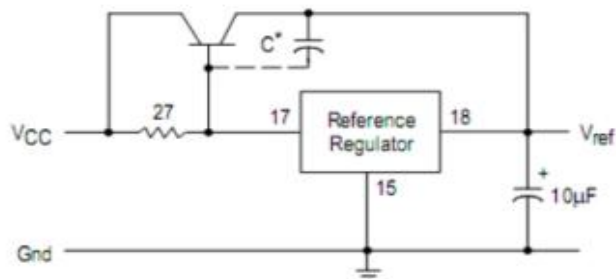 C*
27
17
Reference
Regulator
18
VCC
Vref
15
+
10µF
Gnd